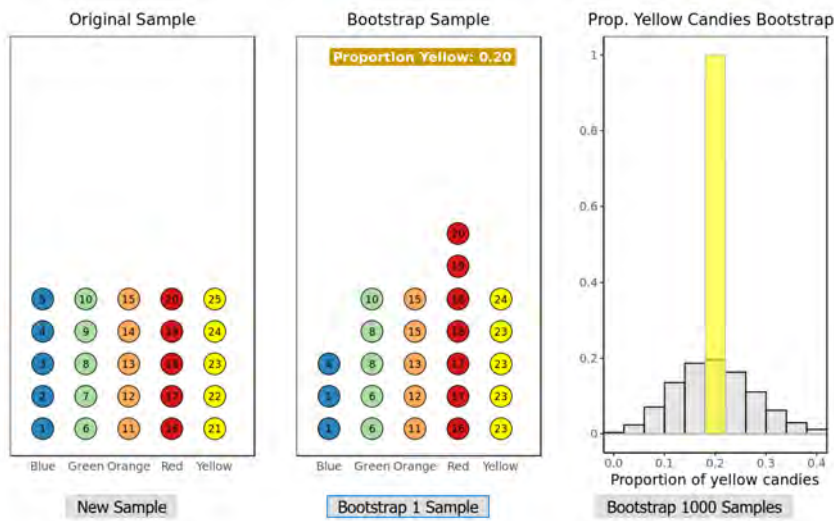 Original Sample
5 10 15 20 25
4 9 14 19 24
3 8 13 18 23
2 7 12 17 22
1 6 11 16 21
Blue Green Orange Red Yellow
New Sample
Bootstrap Sample
Proportion Yellow: 0.20
20
19
10 15 18 24
8 15 18 23
4 8 13 17 23
1 6 12 17 23
1 6 11 16 23
Blue Green Orange Red Yellow
Bootstrap 1 Sample
Prop. Yellow Candies Bootstrap
1
0.8
0.6
0.4
0.2
0
0.0 0.1 0.2 0.3 0.4
Proportion of yellow candies
Bootstrap 1000 Samples